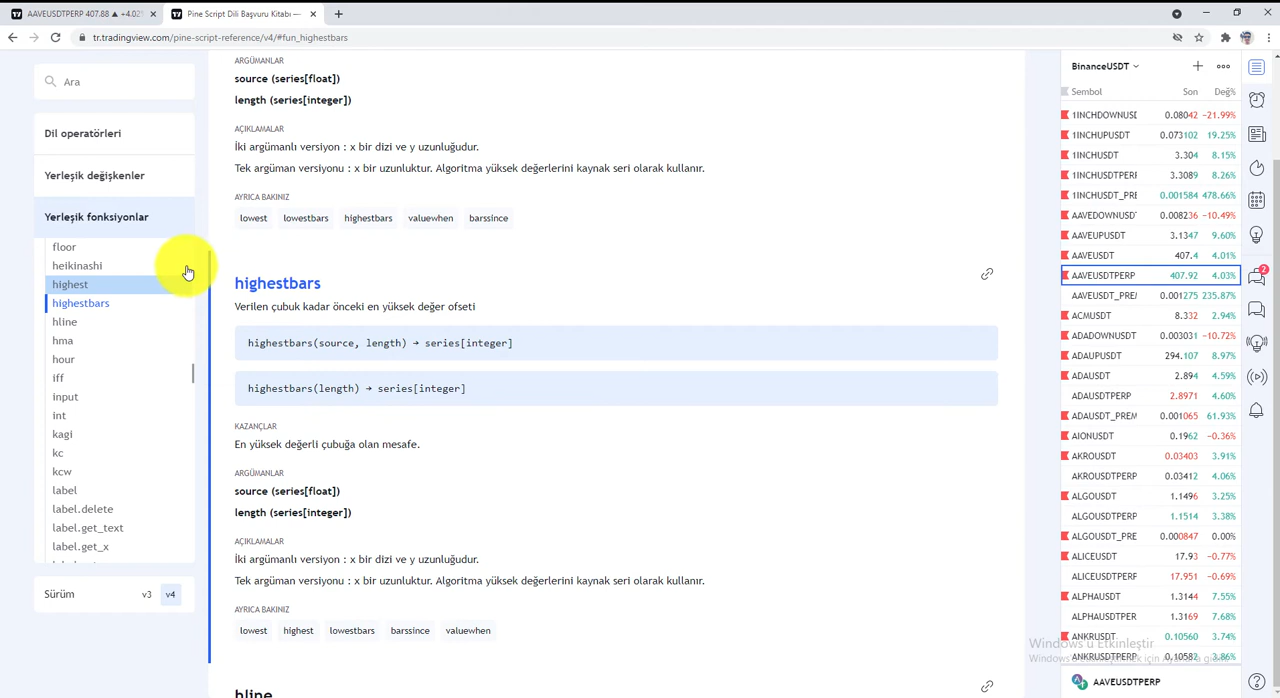 AAVEUSDTPERP 407.88 ▲ +4.02%
Pine Script Dili Başvuru Kitabı —
tr.tradingview.com/pine-script-reference/v4/#fun_highestbars
Ara
Dil operatörleri
Yerleşik değişkenler
Yerleşik fonksiyonlar
floor
heikinashi
highest
highestbars
hline
hma
hour
iff
input
int
kagi
kc
kcw
label
label.delete
label.get_text
label.get_x
Sürüm v3 v4
ARGÜMANLAR
source (series[float])
length (series[integer])
AÇIKLAMALAR
İki argümanlı versiyon : x bir dizi ve y uzunluğudur.
Tek argüman versiyonu : x bir uzunluktur. Algoritma yüksek değerlerini kaynak seri olarak kullanır.
AYRICA BAKINIZ
lowest lowestbars highestbars valuewhen barssince
highestbars
Verilen çubuk kadar önceki en yüksek değer ofseti
highestbars(source, length) → series[integer]
highestbars(length) → series[integer]
KAZANÇLAR
En yüksek değerli çubuğa olan mesafe.
ARGÜMANLAR
source (series[float])
length (series[integer])
AÇIKLAMALAR
İki argümanlı versiyon : x bir dizi ve y uzunluğudur.
Tek argüman versiyonu : x bir uzunluktur. Algoritma yüksek değerlerini kaynak seri olarak kullanır.
AYRICA BAKINIZ
lowest highest lowestbars barssince valuewhen
hline
BinanceUSDT
Sembol Son Değ%
1INCHDOWNUSD 0.08042 −21.99%
1INCHUPUSDT 0.073102 19.25%
1INCHUSDT 3.304 8.15%
1INCHUSDTPERP 3.3089 8.26%
1INCHUSDT_PRE 0.001584 478.66%
AAVEDOWNUSDT 0.008236 −10.49%
AAVEUPUSDT 3.1347 9.60%
AAVEUSDT 407.4 4.01%
AAVEUSDTPERP 407.92 4.03%
AAVEUSDT_PREM 0.001275 235.87%
ACMUSDT 8.332 2.94%
ADADOWNUSDT 0.003031 −10.72%
ADAUPUSDT 294.107 8.97%
ADAUSDT 2.894 4.59%
ADAUSDTPERP 2.8971 4.60%
ADAUSDT_PREM 0.001065 61.93%
AIONUSDT 0.1962 −0.36%
AKROUSDT 0.03403 3.91%
AKROUSDTPERP 0.03412 4.06%
ALGOUSDT 1.1496 3.25%
ALGOUSDTPERP 1.1514 3.38%
ALGOUSDT_PRE 0.000847 0.00%
ALICEUSDT 17.93 −0.77%
ALICEUSDTPERP 17.951 −0.69%
ALPHAUSDT 1.3144 7.55%
ALPHAUSDTPER 1.3169 7.68%
ANKRUSDT 0.10560 3.74%
ANKRUSDTPERP 0.10582 3.86%
Windows'u Etkinleştir
AAVEUSDTPERP
2